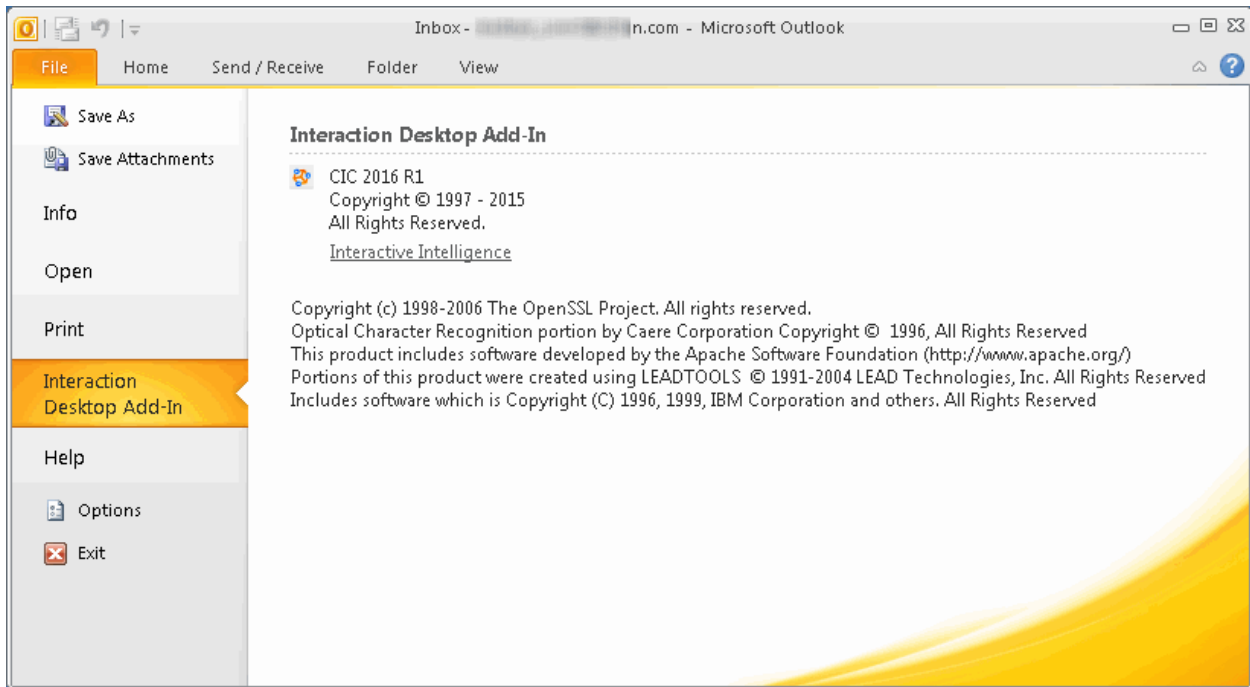 Inbox - n.com - Microsoft Outlook
File Home Send / Receive Folder View
Save As
Save Attachments
Info
Open
Print
Interaction
Desktop Add-In
Help
Options
Exit
Interaction Desktop Add-In
CIC 2016 R1
Copyright © 1997 - 2015
All Rights Reserved.
Interactive Intelligence
Copyright (c) 1998-2006 The OpenSSL Project. All rights reserved.
Optical Character Recognition portion by Caere Corporation Copyright © 1996, All Rights Reserved
This product includes software developed by the Apache Software Foundation (http://www.apache.org/)
Portions of this product were created using LEADTOOLS © 1991-2004 LEAD Technologies, Inc. All Rights Reserved
Includes software which is Copyright (C) 1996, 1999, IBM Corporation and others. All Rights Reserved